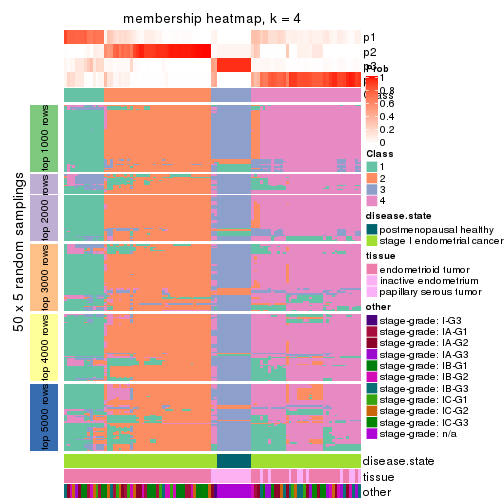 membership heatmap, k = 4
p1
p2
p3
Prob
1
0.8
0.6
0.4
0.2
0
Class
Class
1
2
3
4
disease.state
postmenopausal healthy
stage I endometrial cancer
tissue
endometrioid tumor
inactive endometrium
papillary serous tumor
other
stage-grade: I-G3
stage-grade: IA-G1
stage-grade: IA-G2
stage-grade: IA-G3
stage-grade: IB-G1
stage-grade: IB-G2
stage-grade: IB-G3
stage-grade: IC-G1
stage-grade: IC-G2
stage-grade: IC-G3
stage-grade: n/a
50 x 5 random samplings
top 1000 rows
top 2000 rows
top 3000 rows
top 4000 rows
top 5000 rows
disease.state
tissue
other